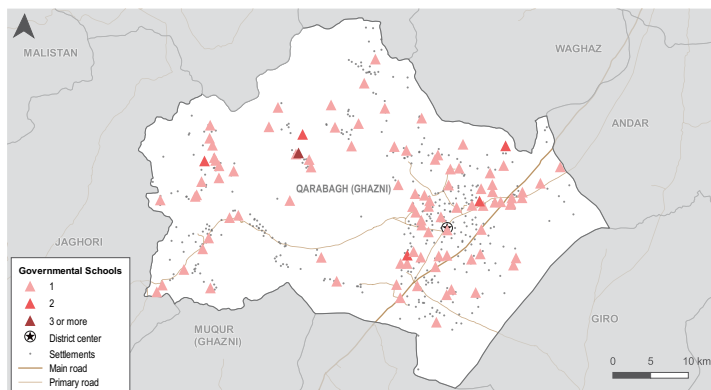 MALISTAN
WAGHAZ
ANDAR
QARABAGH (GHAZNI)
JAGHORI
MUQUR
(GHAZNI)
GIRO
Governmental Schools
1
2
3 or more
District center
Settlements
Main road
Primary road
0 5 10 km